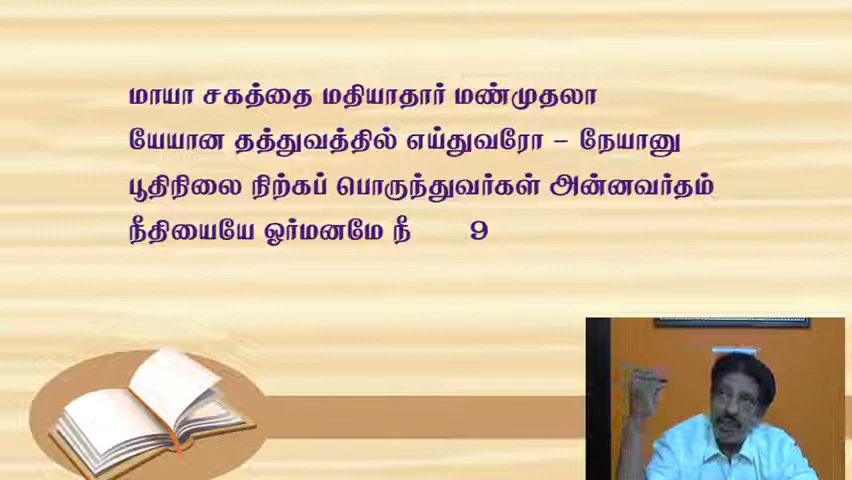 மாயா சகத்தை மதியாதார் மண்முதலா
யேயான தத்துவத்தில் எய்துவரோ - நேயானு
பூதிநிலை நிற்கப் பொருந்துவர்கள் அன்னவர்தம்
நீதியையே ஓர்மனமே நீ 9